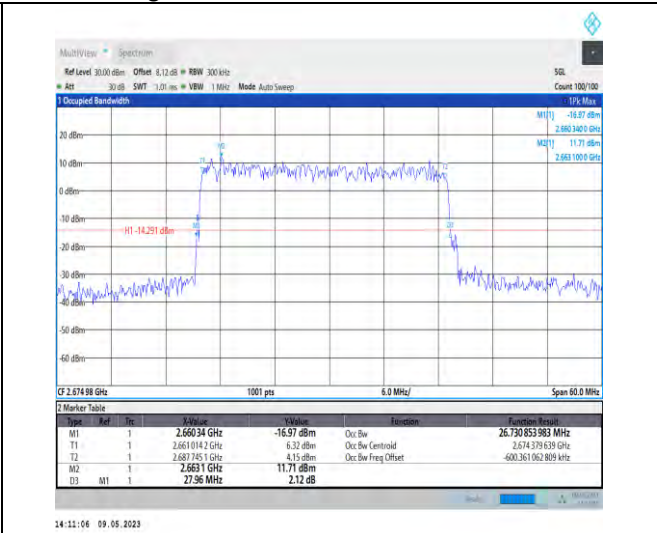 MultiView Spectrum
Ref Level 30.00 dBm Offset 8.12 dB RBW 300 kHz SGL
Att 30 dB SWT 1.01 ms VBW 1 MHz Mode Auto Sweep Count 100/100
1 Occupied Bandwidth 1Pk Max
M1[1] -16.97 dBm
2.660 3400 GHz
20 dBm M2[1] 11.71 dBm
2.663 1000 GHz
M2
10 dBm T1 T2
0 dBm
-10 dBm
H1 -14.291 dBm
-20 dBm
-30 dBm
-50 dBm
-60 dBm
CF 2.674 98 GHz 1001 pts 6.0 MHz/ Span 60.0 MHz
2 Marker Table
Type Ref Trc X-Value Y-Value Function Function Result
M1 1 2.660 34 GHz -16.97 dBm Occ Bw 26.730 853 983 MHz
T1 1 2.661 014 2 GHz 6.32 dBm Occ Bw Centroid 2.674 379 639 GHz
T2 1 2.687 745 1 GHz 4.15 dBm Occ Bw Freq Offset -600.361 062 809 kHz
M2 1 2.663 1 GHz 11.71 dBm
D3 M1 1 27.96 MHz 2.12 dB
14:11:06 09.05.2023